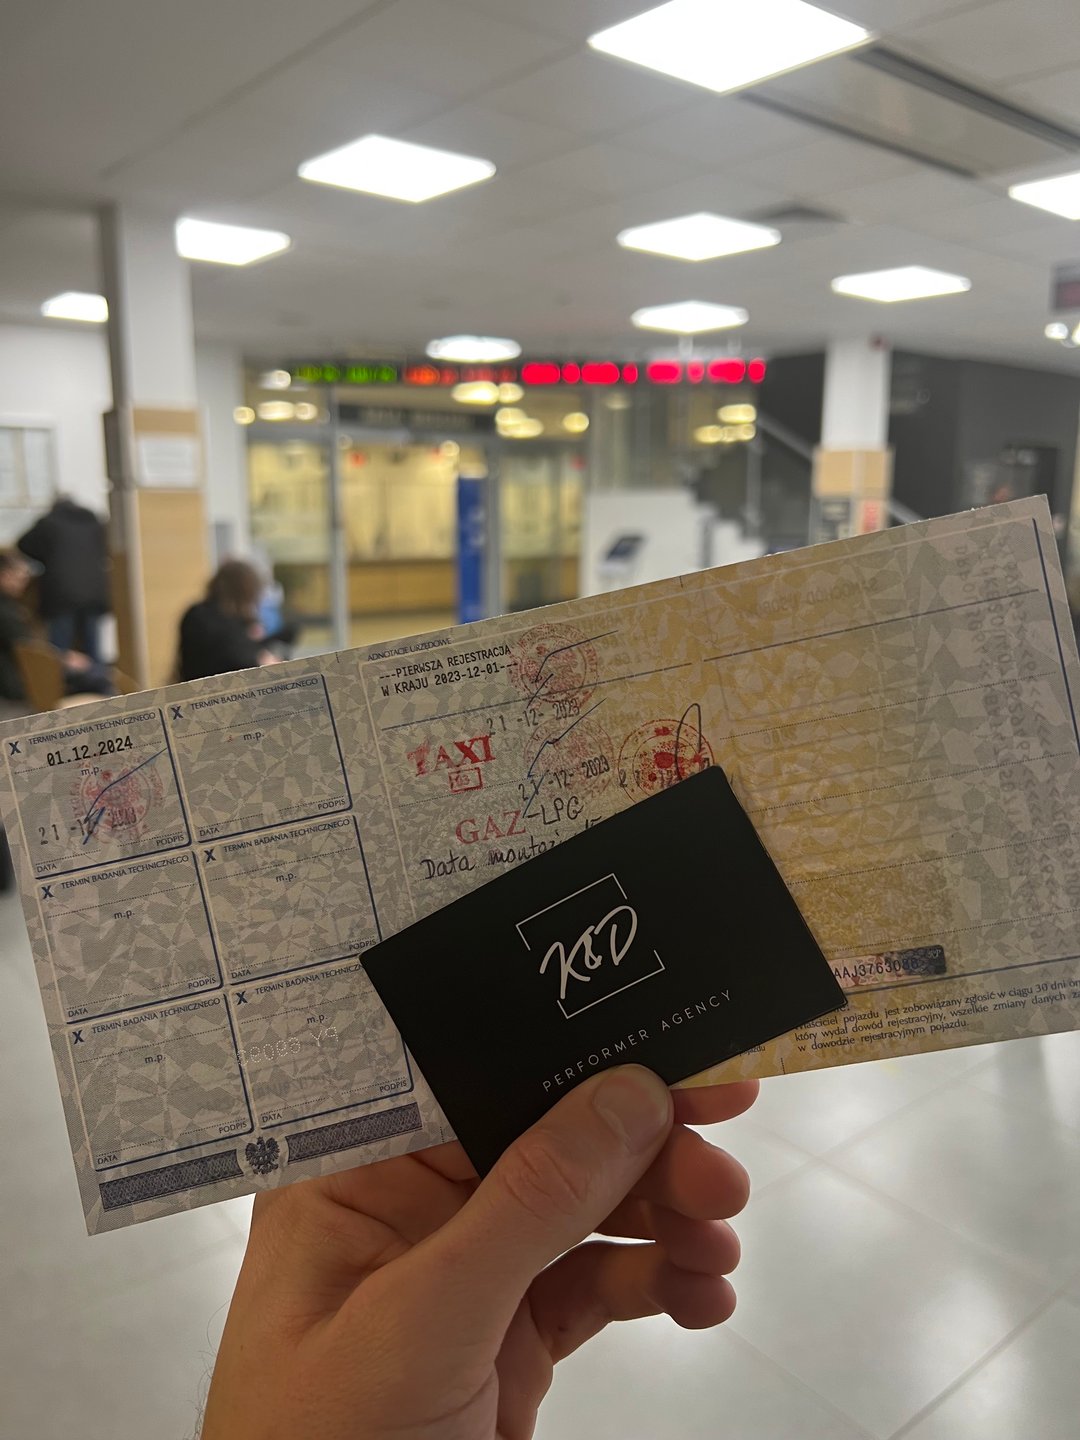 ADNOTACJE URZĘDOWE
---PIERWSZA REJESTRACJA
W KRAJU 2023-12-01---
21-12-2023
TAXI
21-12-2023
GAZ-LPG
Data montażu
X TERMIN BADANIA TECHNICZNEGO
01.12.2024
m.p.
DATA PODPIS
X TERMIN BADANIA TECHNICZNEGO
m.p.
DATA PODPIS
X TERMIN BADANIA TECHNICZNEGO
m.p.
DATA PODPIS
X TERMIN BADANIA TECHNICZNEGO
m.p.
DATA PODPIS
X TERMIN BADANIA TECHNICZNEGO
m.p.
DATA PODPIS
X TERMIN BADANIA TECHNICZNEGO
m.p.
DATA PODPIS
K&D
PERFORMER AGENCY
właściciel pojazdu jest zobowiązany zgłosić w ciągu 30 dni
który wydał dowód rejestracyjny, wszelkie zmiany danych
w dowodzie rejestracyjnym pojazdu.